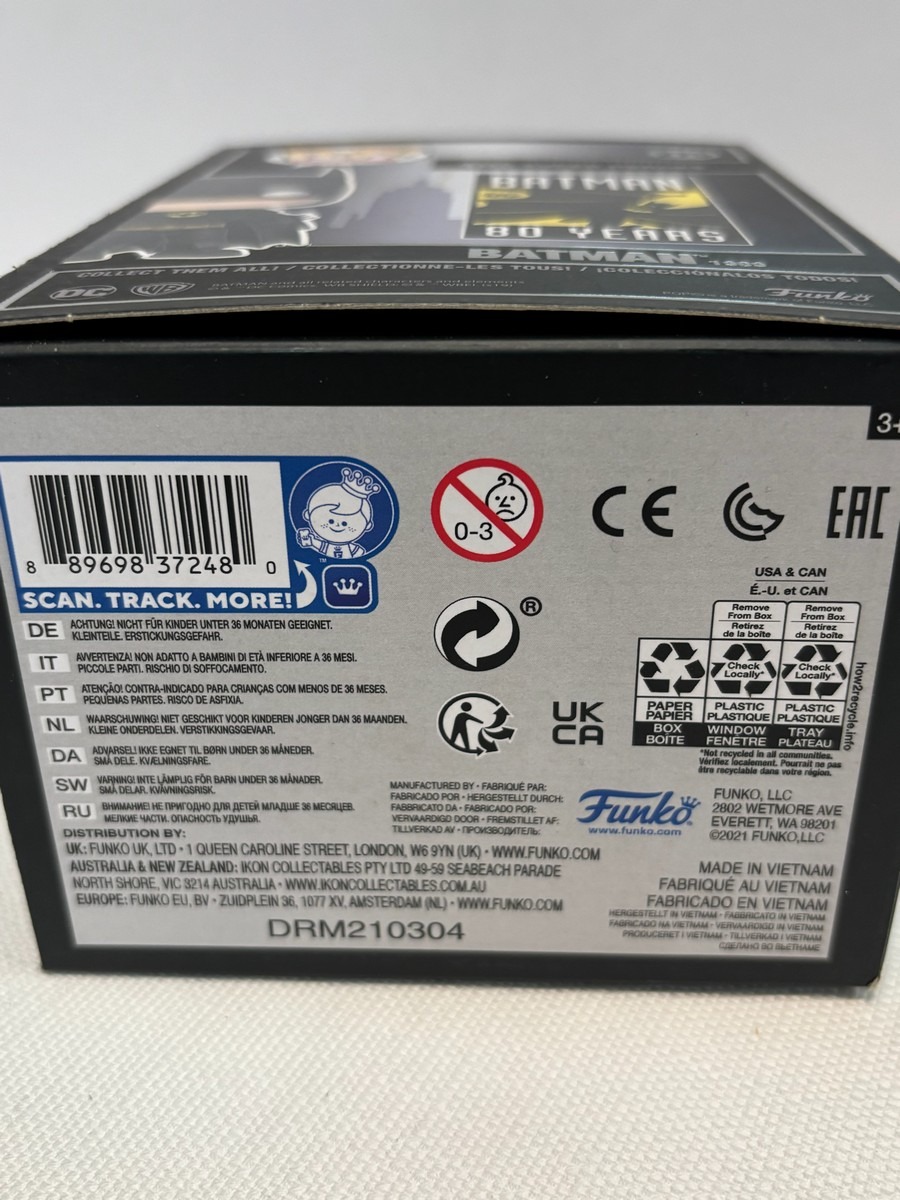 BATMAN
80 YEARS
BATMAN™ 1989
COLLECT THEM ALL! / COLLECTIONNE-LES TOUS! / ¡COLECCIÓNALOS TODOS!
DC
WB
BATMAN and all related characters and elements
Funko
3+
8 89698 37248 0
SCAN. TRACK. MORE!
™
0-3
CE
EAC
®
UK
CA
USA & CAN
É.-U. et CAN
Remove From Box
Retirez de la boîte
Remove From Box
Retirez de la boîte
Check Locally*
Check Locally*
PAPER
PAPIER
BOX
BOÎTE
PLASTIC
PLASTIQUE
WINDOW
FENÊTRE
PLASTIC
PLASTIQUE
TRAY
PLATEAU
how2recycle.info
*Not recycled in all communities.
Vérifiez localement. Pourrait ne pas
être recyclable dans votre région.
DE ACHTUNG! NICHT FÜR KINDER UNTER 36 MONATEN GEEIGNET.
KLEINTEILE. ERSTICKUNGSGEFAHR.
IT AVVERTENZA! NON ADATTO A BAMBINI DI ETÀ INFERIORE A 36 MESI.
PICCOLE PARTI. RISCHIO DI SOFFOCAMENTO.
PT ATENÇÃO! CONTRA-INDICADO PARA CRIANÇAS COM MENOS DE 36 MESES.
PEQUENAS PARTES. RISCO DE ASFIXIA.
NL WAARSCHUWING! NIET GESCHIKT VOOR KINDEREN JONGER DAN 36 MAANDEN.
KLEINE ONDERDELEN. VERSTIKKINGSGEVAAR.
DA ADVARSEL! IKKE EGNET TIL BØRN UNDER 36 MÅNEDER.
SMÅ DELE. KVÆLNINGSFARE.
SW VARNING! INTE LÄMPLIG FÖR BARN UNDER 36 MÅNADER.
SMÅ DELAR. KVÄVNINGSRISK.
RU ВНИМАНИЕ! НЕ ПРИГОДНО ДЛЯ ДЕТЕЙ МЛАДШЕ 36 МЕСЯЦЕВ.
МЕЛКИЕ ЧАСТИ. ОПАСНОСТЬ УДУШЬЯ.
MANUFACTURED BY • FABRIQUÉ PAR:
FABRICADO POR • HERGESTELLT DURCH:
FABBRICATO DA • FABRICADO POR:
VERVAARDIGD DOOR • FREMSTILLET AF:
TILLVERKAD AV • ПРОИЗВОДИТЕЛЬ:
Funko
www.funko.com
FUNKO, LLC
2802 WETMORE AVE
EVERETT, WA 98201
©2021 FUNKO,LLC
DISTRIBUTION BY:
UK: FUNKO UK, LTD • 1 QUEEN CAROLINE STREET, LONDON, W6 9YN (UK) • WWW.FUNKO.COM
AUSTRALIA & NEW ZEALAND: IKON COLLECTABLES PTY LTD 49-59 SEABEACH PARADE
NORTH SHORE, VIC 3214 AUSTRALIA • WWW.IKONCOLLECTABLES.COM.AU
EUROPE: FUNKO EU, BV • ZUIDPLEIN 36, 1077 XV, AMSTERDAM (NL) • WWW.FUNKO.COM
DRM210304
MADE IN VIETNAM
FABRIQUÉ AU VIETNAM
FABRICADO EN VIETNAM
HERGESTELLT IN VIETNAM • FABBRICATO IN VIETNAM
FABRICADO NA VIETNAM • VERVAARDIGD IN VIETNAM
PRODUCERET I VIETNAM • TILLVERKAD I VIETNAM
СДЕЛАНО ВО ВЬЕТНАМЕ